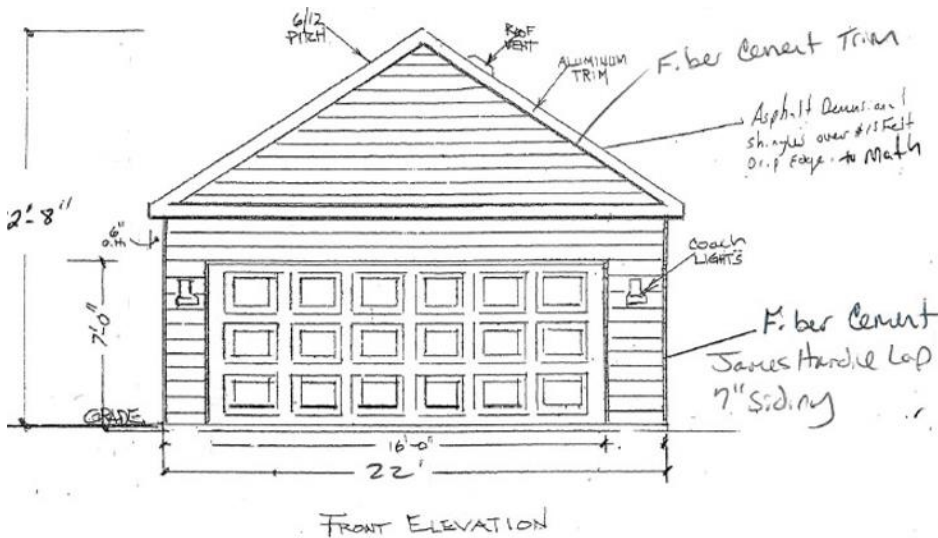 6/12
PITCH
ROOF
VENT
ALUMINUM
TRIM
Fiber Cement Trim
Asphalt Dimensional
shingles over #15 Felt
Drip Edge to Math
2'-8"
6"
O.H
COACH
LIGHTS
7'-0"
Fiber Cement
James Hardie Lap
7" Siding
GRADE
16'-0"
22'
FRONT ELEVATION